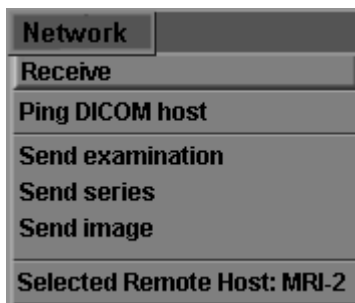 Network
Receive
Ping DICOM host
Send examination
Send series
Send image
Selected Remote Host: MRI-2